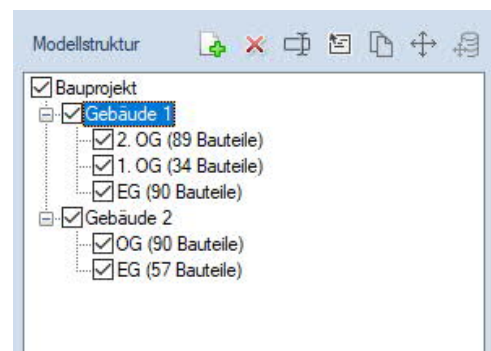 Modellstruktur
Bauprojekt
Gebäude 1
2. OG (89 Bauteile)
1. OG (34 Bauteile)
EG (90 Bauteile)
Gebäude 2
OG (90 Bauteile)
EG (57 Bauteile)